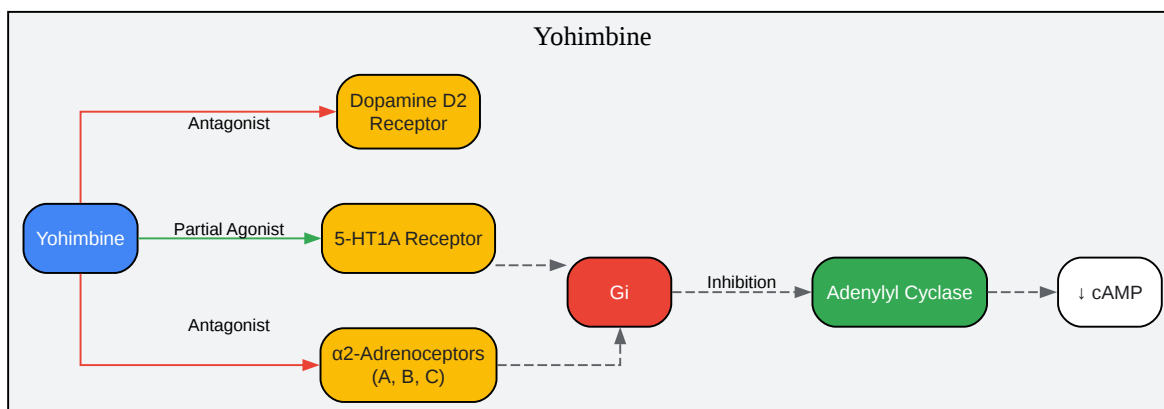 Yohimbine
Dopamine D2
Receptor
Antagonist
Yohimbine
Partial Agonist
5-HT1A Receptor
Gi
Inhibition
Adenylyl Cyclase
↓ cAMP
Antagonist
α2-Adrenoceptors
(A, B, C)